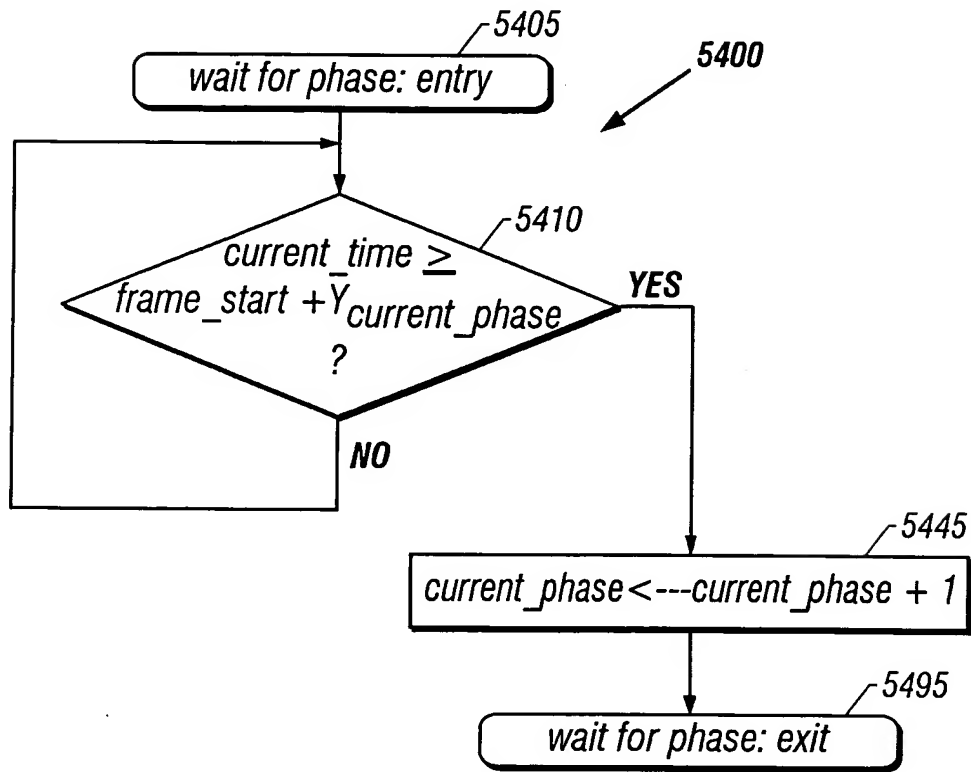 5405
wait for phase: entry
5400
5410
current_time ≥
frame_start + Y current_phase
?
YES
NO
5445
current_phase<---current_phase + 1
5495
wait for phase: exit